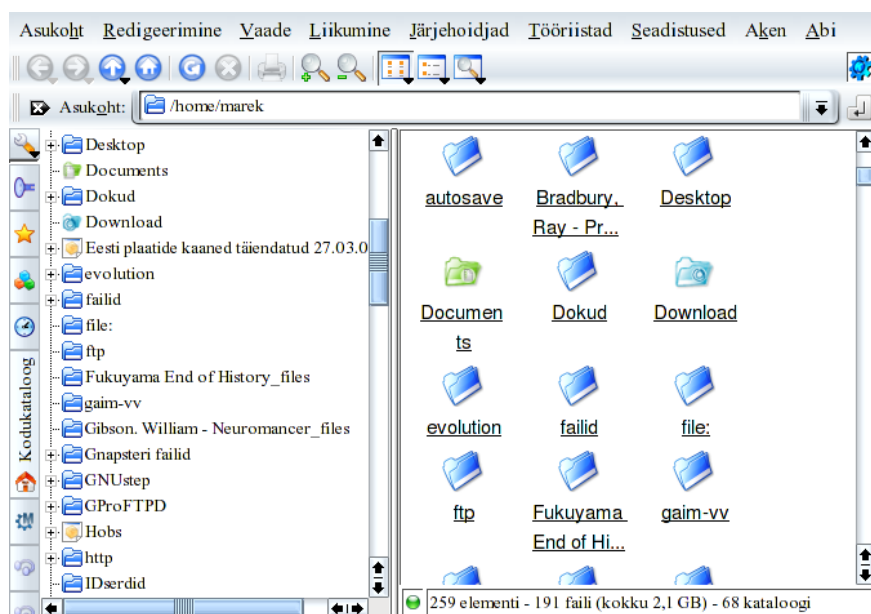 Asukoht Redigeerimine Vaade Liikumine Järjehoidjad Tööriistad Seadistused Aken Abi
Asukoht: /home/marek
Kodukataloog
Desktop
Documents
Dokud
Download
Eesti plaatide kaaned täiendatud 27.03.0
evolution
failid
file:
ftp
Fukuyama End of History_files
gaim-vv
Gibson. William - Neuromancer_files
Gnapsteri failid
GNUstep
GProFTPD
Hobs
http
IDserdid
autosave Bradbury, Desktop
Ray - Pr...
Documen Dokud Download
ts
evolution failid file:
ftp Fukuyama gaim-vv
End of Hi...
259 elementi - 191 faili (kokku 2,1 GB) - 68 kataloogi